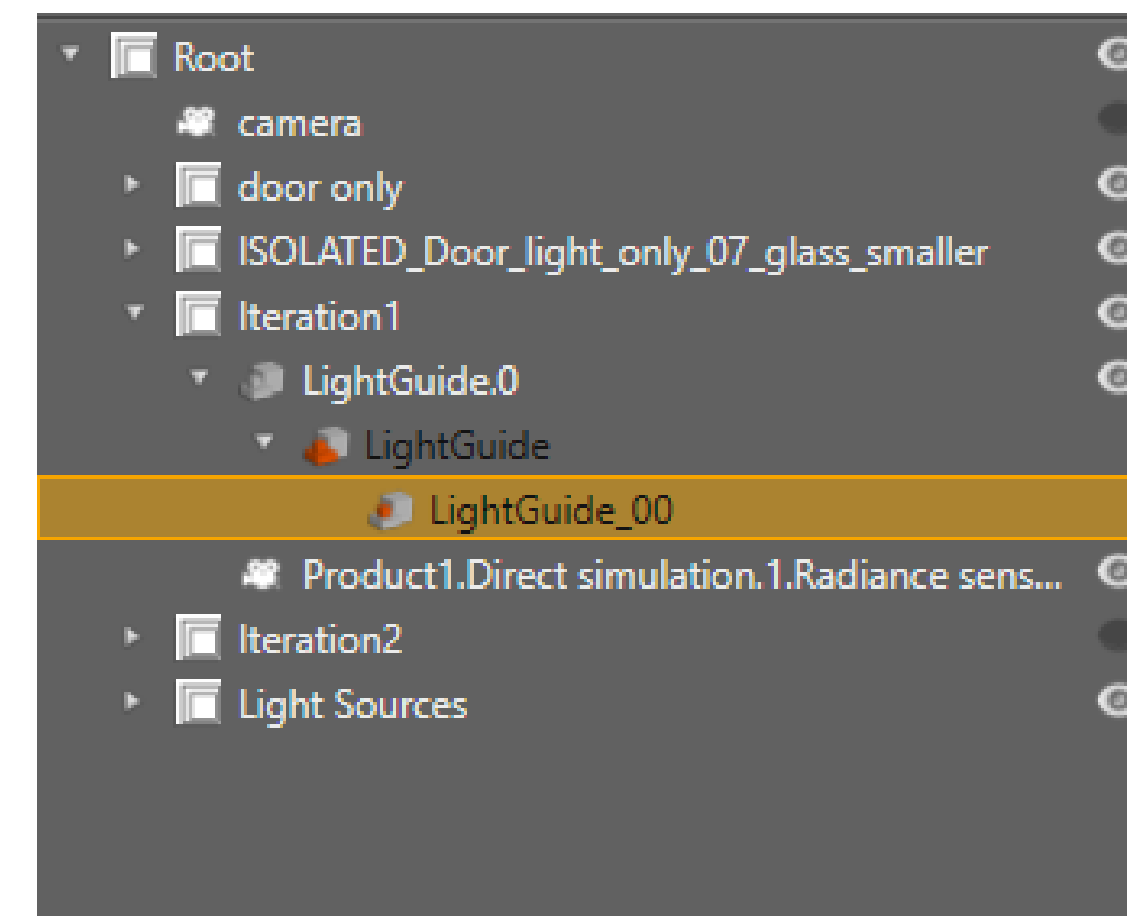 Root
camera
door only
ISOLATED_Door_light_only_07_glass_smaller
Iteration1
LightGuide.0
LightGuide
LightGuide_00
Product1.Direct simulation.1.Radiance sens...
Iteration2
Light Sources